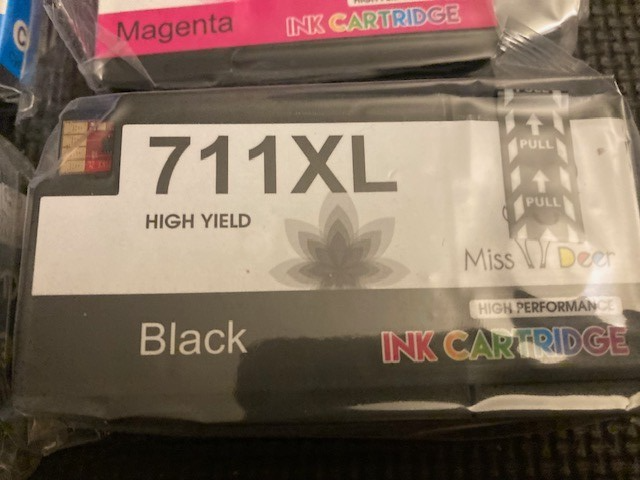 Magenta
INK CARTRIDGE
C
711XL
HIGH YIELD
PULL
PULL
Miss Deer
HIGH PERFORMANCE
Black
INK CARTRIDGE